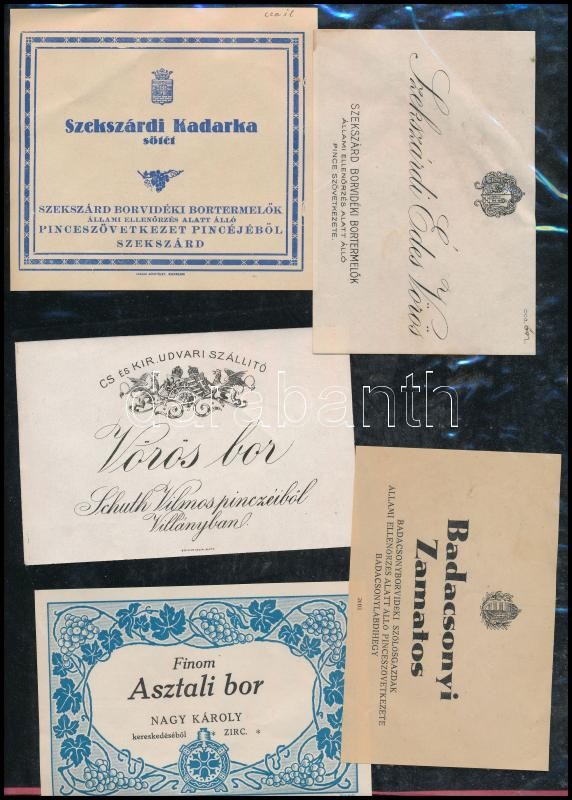 Szekszárdi Kadarka
sötét
SZEKSZÁRD BORVIDÉKI BORTERMELŐK
ÁLLAMI ELLENŐRZÉS ALATT ÁLLÓ
PINCESZÖVETKEZET PINCÉJÉBŐL
SZEKSZÁRD
Szekszárdi Édes Vörös
SZEKSZÁRD BORVIDÉKI BORTERMELŐK
ÁLLAMI ELLENŐRZÉS ALATT ÁLLÓ
PINCE SZÖVETKEZETE.
CS ÉS KIR. UDVARI SZÁLLITÓ
Vörös bor
Schuth Vilmos pinczéiből
Villányban.
darabanth
Badacsonyi
Zamatos
BADACSONYBORVIDÉKI SZŐLŐSGAZDÁK
ÁLLAMI ELLENŐRZÉS ALATT ÁLLÓ PINCESZÖVETKEZETE
BADACSONYLÁBDIHEGY
Finom
Asztali bor
NAGY KÁROLY
kereskedéséből * ZIRC. *